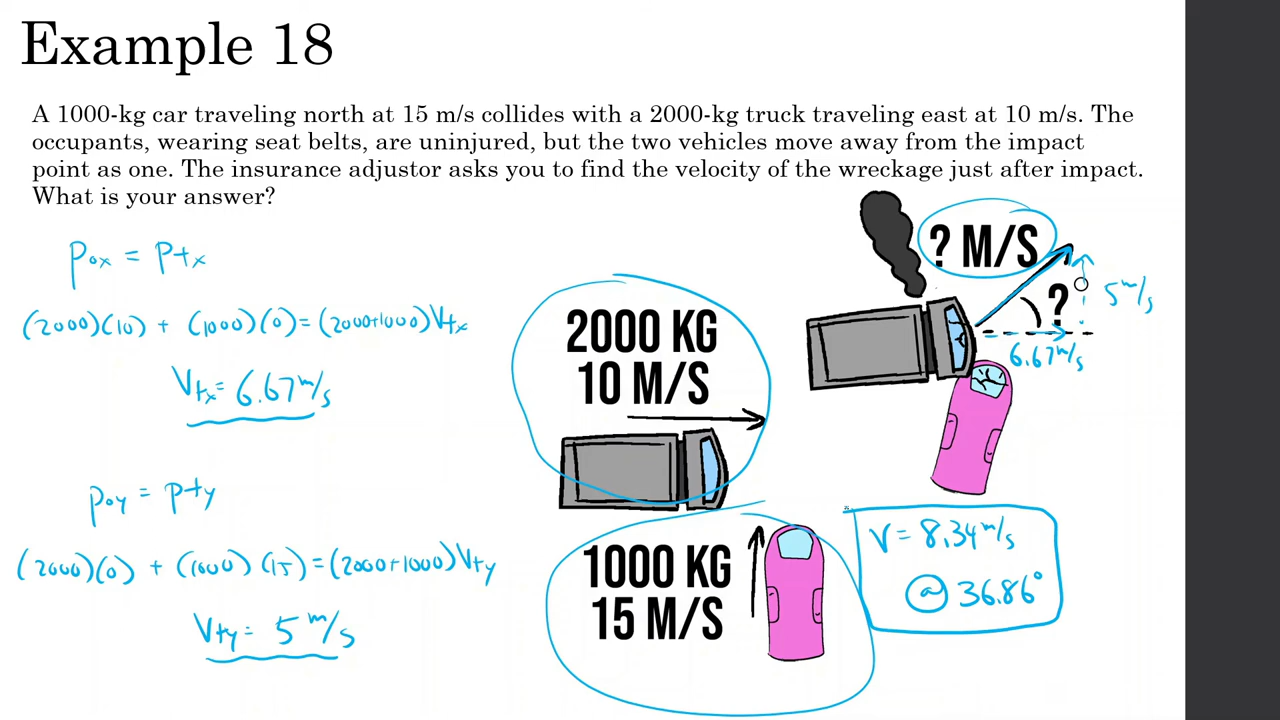 Example 18
A 1000-kg car traveling north at 15 m/s collides with a 2000-kg truck traveling east at 10 m/s. The
occupants, wearing seat belts, are uninjured, but the two vehicles move away from the impact
point as one. The insurance adjustor asks you to find the velocity of the wreckage just after impact.
What is your answer?
Pox = Ptx
(2000)(10) + (1000)(0) = (2000+1000)Vtx
Vtx = 6.67 m/s
Poy = Pty
(2000)(0) + (1000)(15) = (2000+1000)Vty
Vty = 5 m/s
2000 KG
10 M/S
1000 KG
15 M/S
? M/S
?
5 m/s
6.67 m/s
V = 8.34 m/s
@ 36.86°